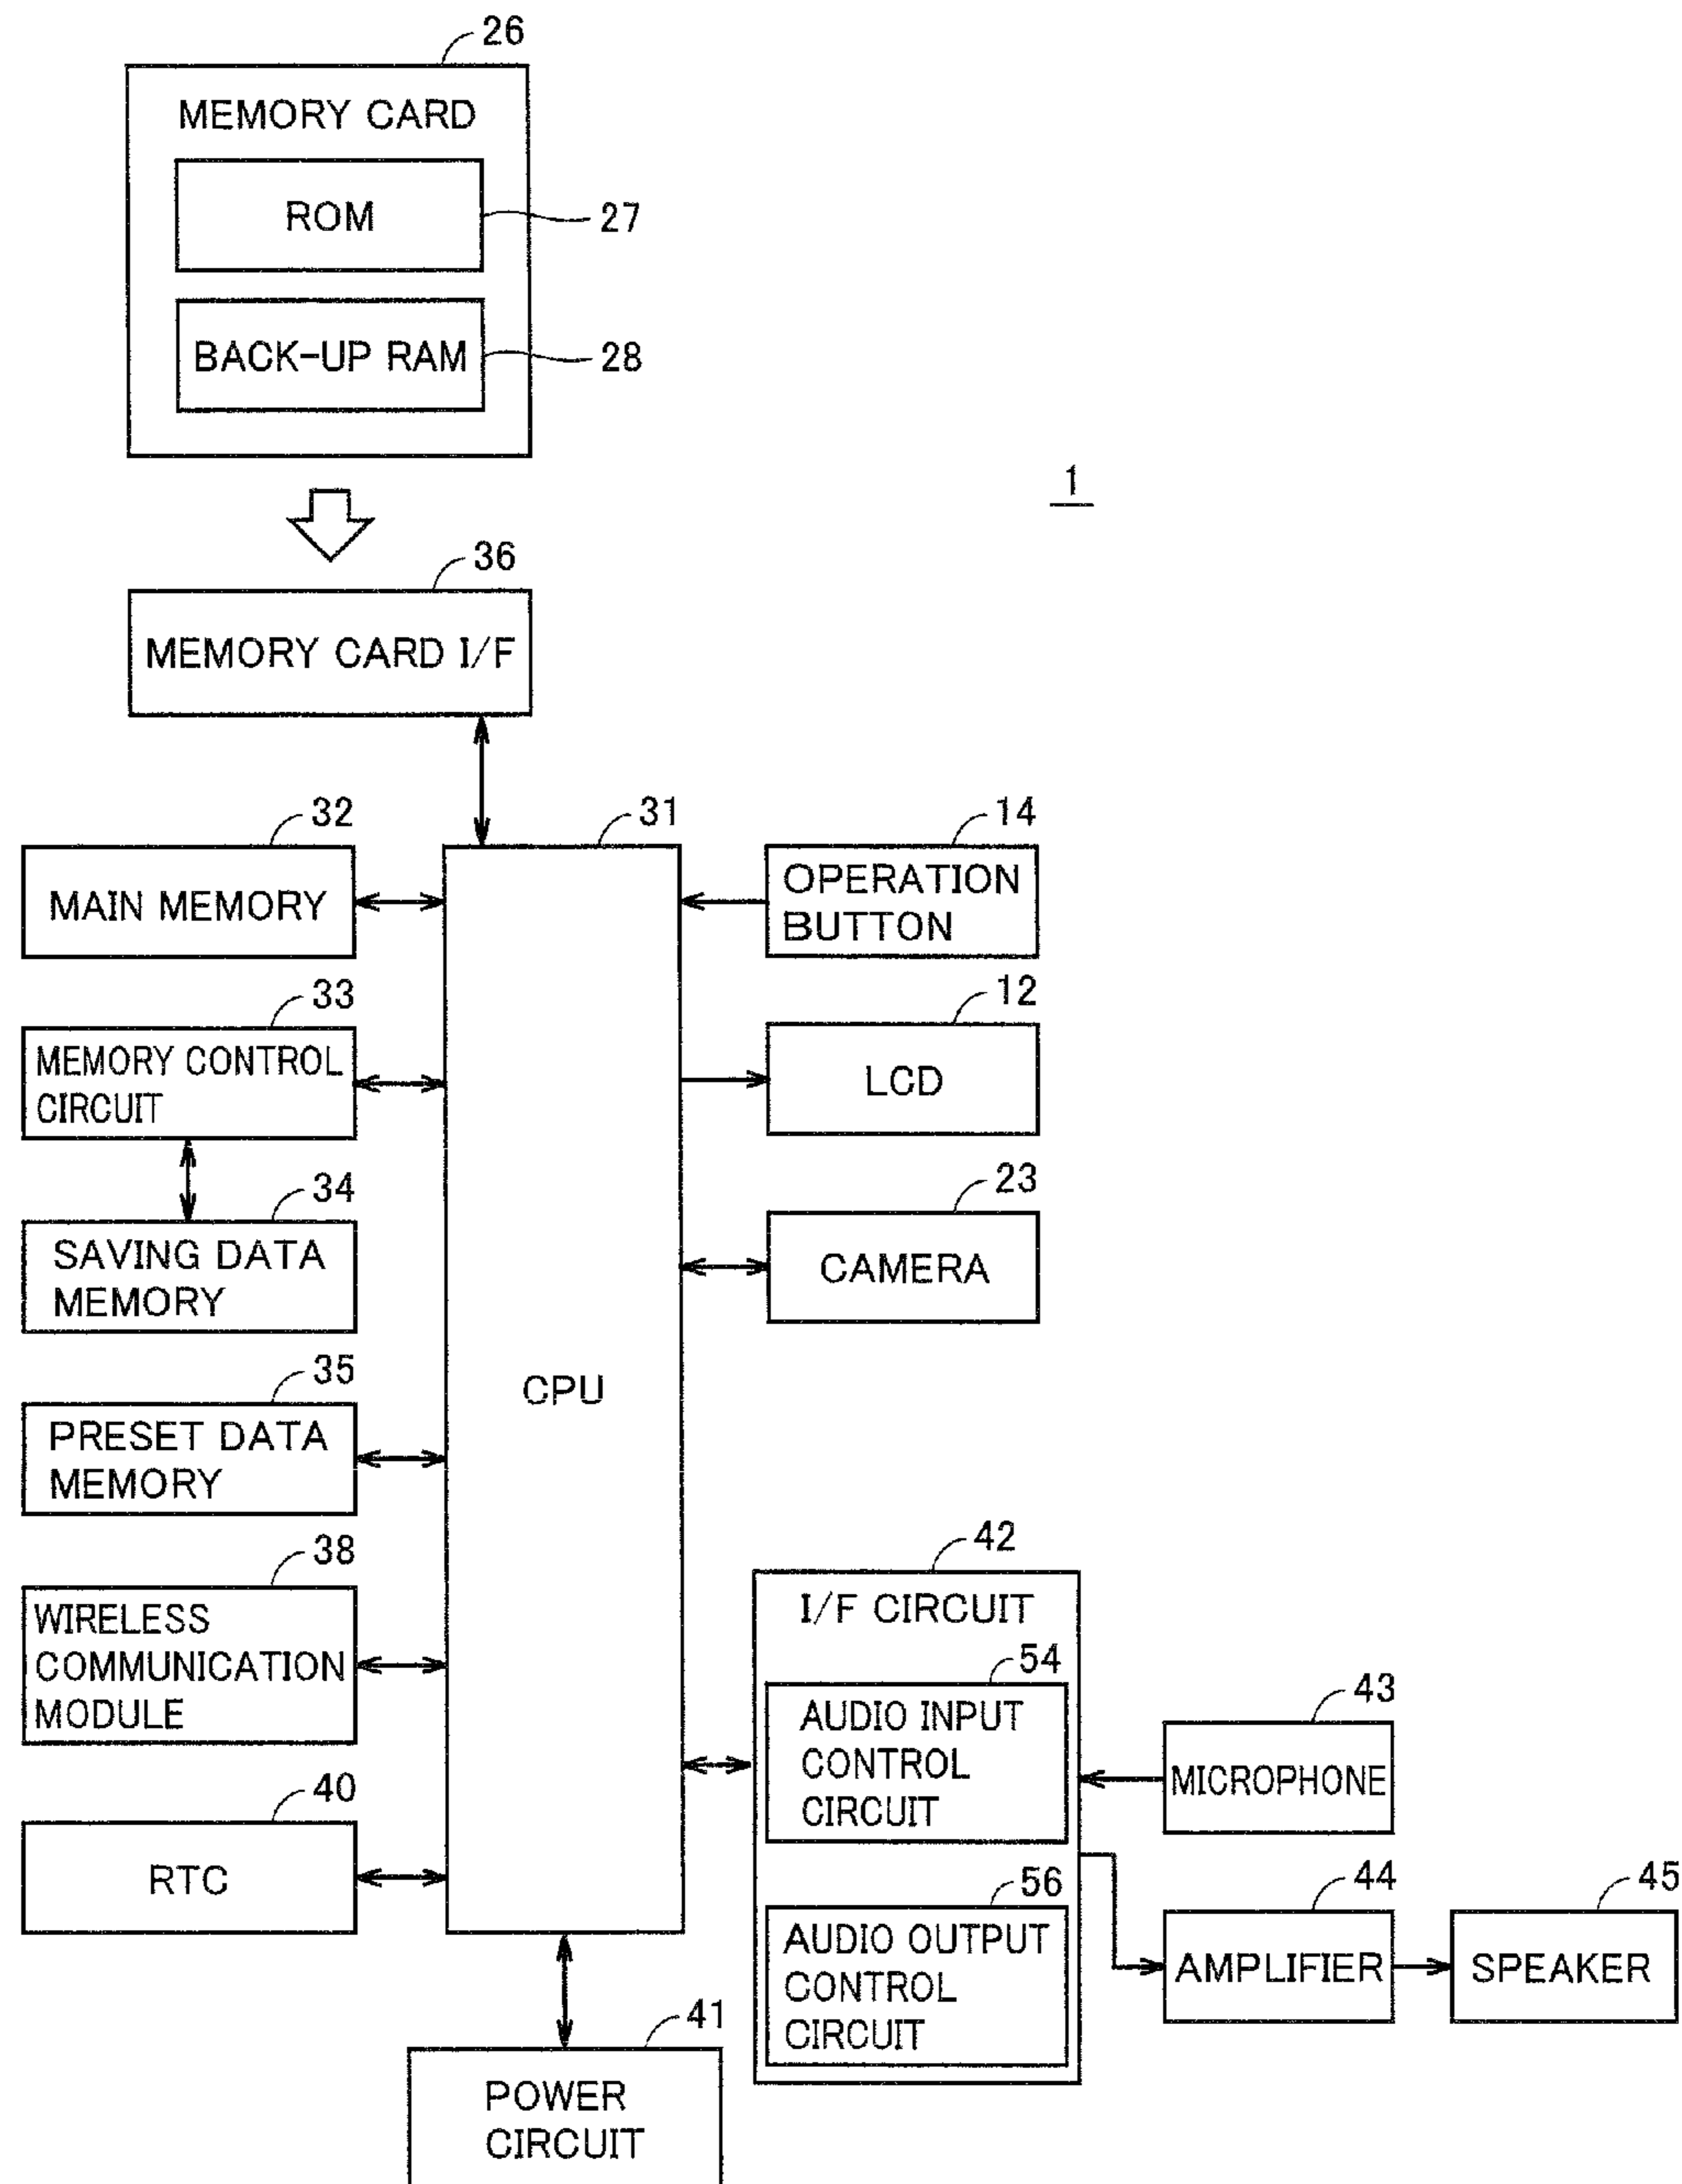 26
MEMORY CARD
ROM
27
BACK-UP RAM
28
1
36
MEMORY CARD I/F
32
MAIN MEMORY
31
CPU
14
OPERATION
BUTTON
33
MEMORY CONTROL
CIRCUIT
12
LCD
34
SAVING DATA
MEMORY
23
CAMERA
35
PRESET DATA
MEMORY
38
WIRELESS
COMMUNICATION
MODULE
42
I/F CIRCUIT
54
AUDIO INPUT
CONTROL
CIRCUIT
43
MICROPHONE
40
RTC
56
AUDIO OUTPUT
CONTROL
CIRCUIT
44
AMPLIFIER
45
SPEAKER
41
POWER
CIRCUIT